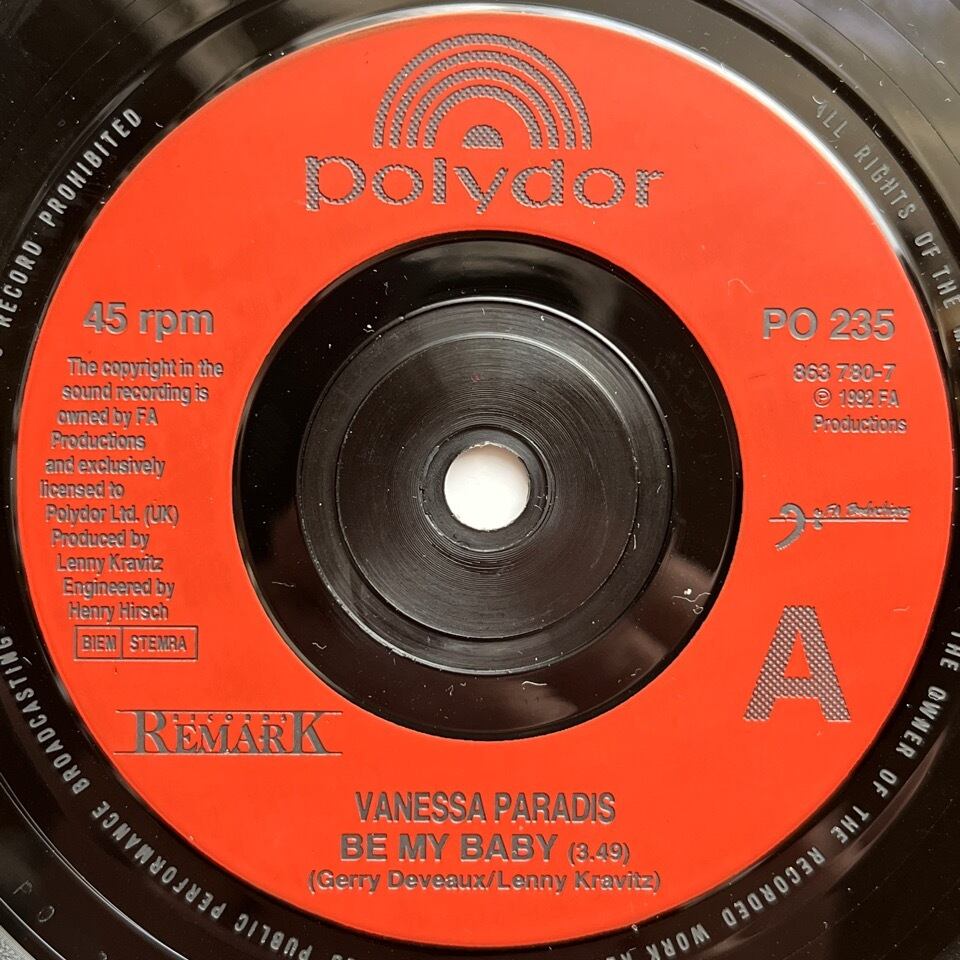 polydor
45 rpm
The copyright in the
sound recording is
owned by FA
Productions
and exclusively
licensed to
Polydor Ltd. (UK)
Produced by
Lenny Kravitz
Engineered by
Henry Hirsch
BIEM STEMRA
PO 235
863 780-7
℗ 1992 FA
Productions
FA Productions
A
RECORDS
REMARK
VANESSA PARADIS
BE MY BABY (3.49)
(Gerry Deveaux/Lenny Kravitz)
ALL RIGHTS OF THE
THE OWNER OF THE RECORDED WORK
PUBLIC PERFORMANCE BROADCASTING
RECORD PROHIBITED